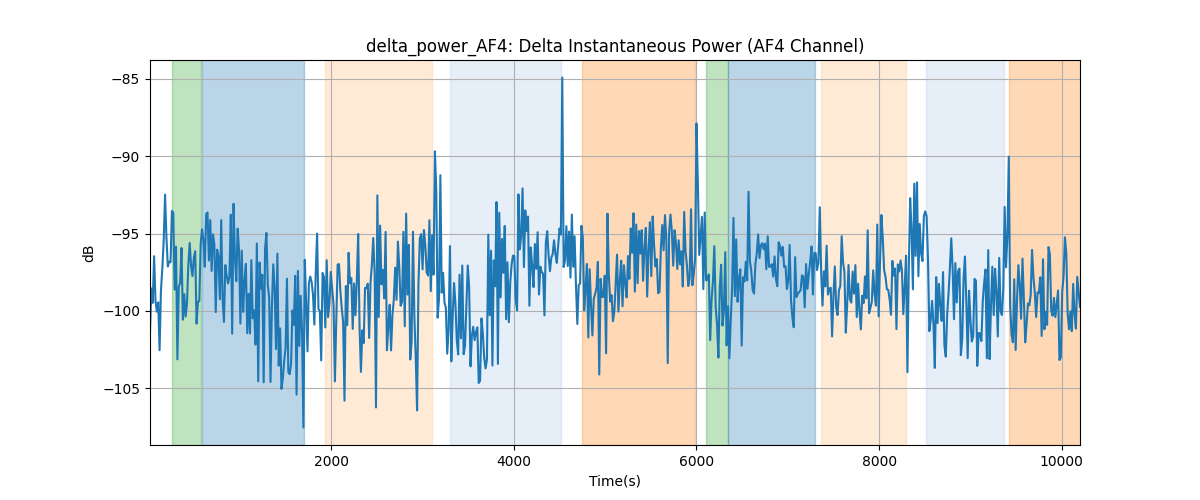 delta_power_AF4: Delta Instantaneous Power (AF4 Channel)
−85
−90
−95
−100
−105
dB
2000 4000 6000 8000 10000
Time(s)